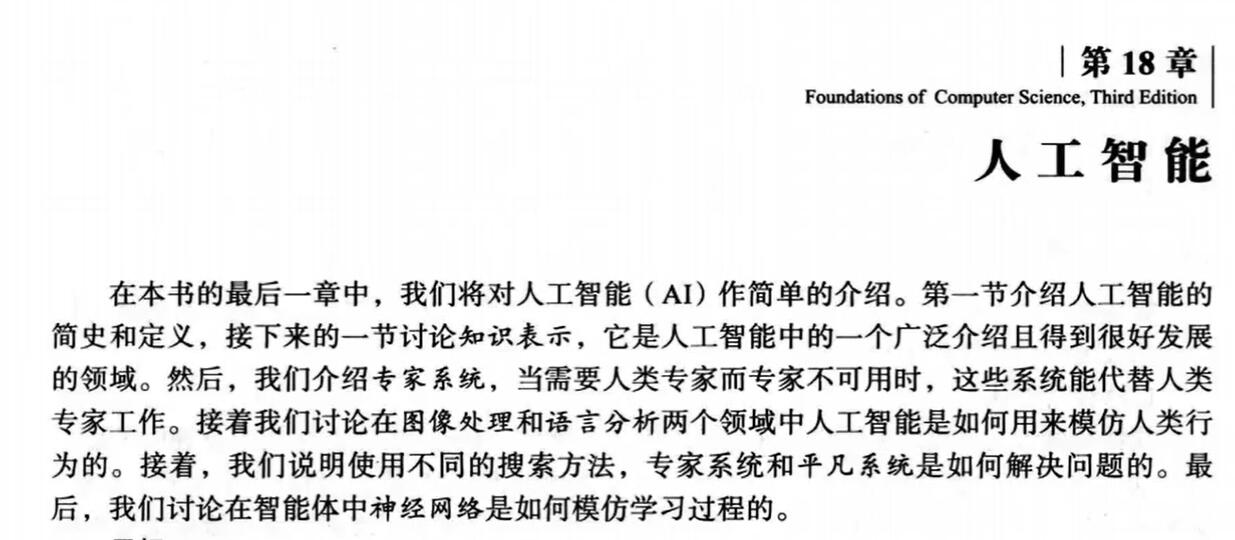 第 18 章
Foundations of Computer Science, Third Edition
人工智能
在本书的最后一章中，我们将对人工智能（AI）作简单的介绍。第一节介绍人工智能的
简史和定义，接下来的一节讨论知识表示，它是人工智能中的一个广泛介绍且得到很好发展
的领域。然后，我们介绍专家系统，当需要人类专家而专家不可用时，这些系统能代替人类
专家工作。接着我们讨论在图像处理和语言分析两个领域中人工智能是如何用来模仿人类行
为的。接着，我们说明使用不同的搜索方法，专家系统和平凡系统是如何解决问题的。最
后，我们讨论在智能体中神经网络是如何模仿学习过程的。